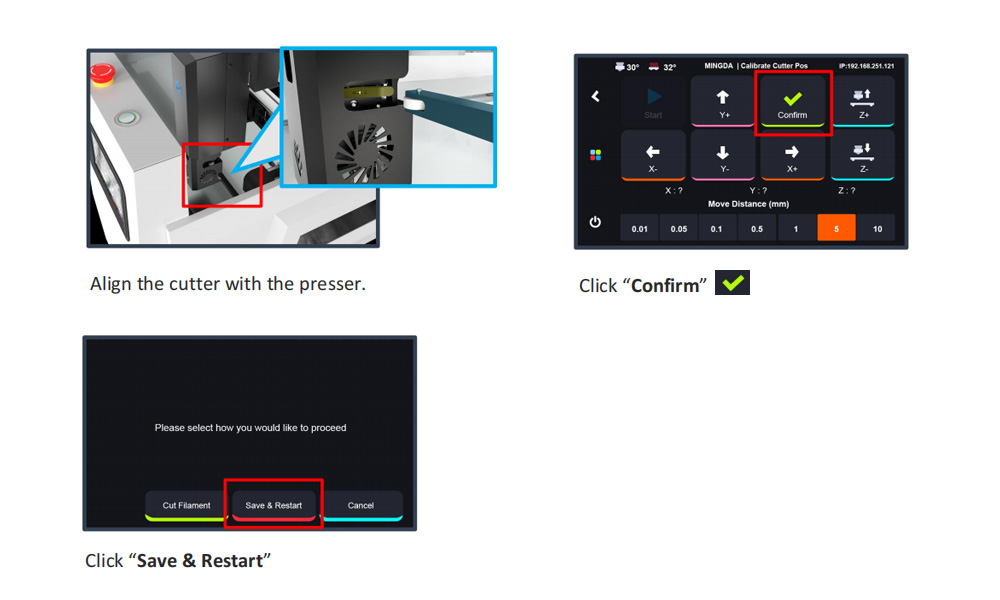 Align the cutter with the presser.
30° 32° MINGDA | Calibrate Cutter Pos IP:192.168.251.121
Start Y+ Confirm Z+
X- Y- X+ Z-
X : ? Y : ? Z : ?
Move Distance (mm)
0.01 0.05 0.1 0.5 1 5 10
Click “Confirm”
Please select how you would like to proceed
Cut Filament Save & Restart Cancel
Click “Save & Restart”